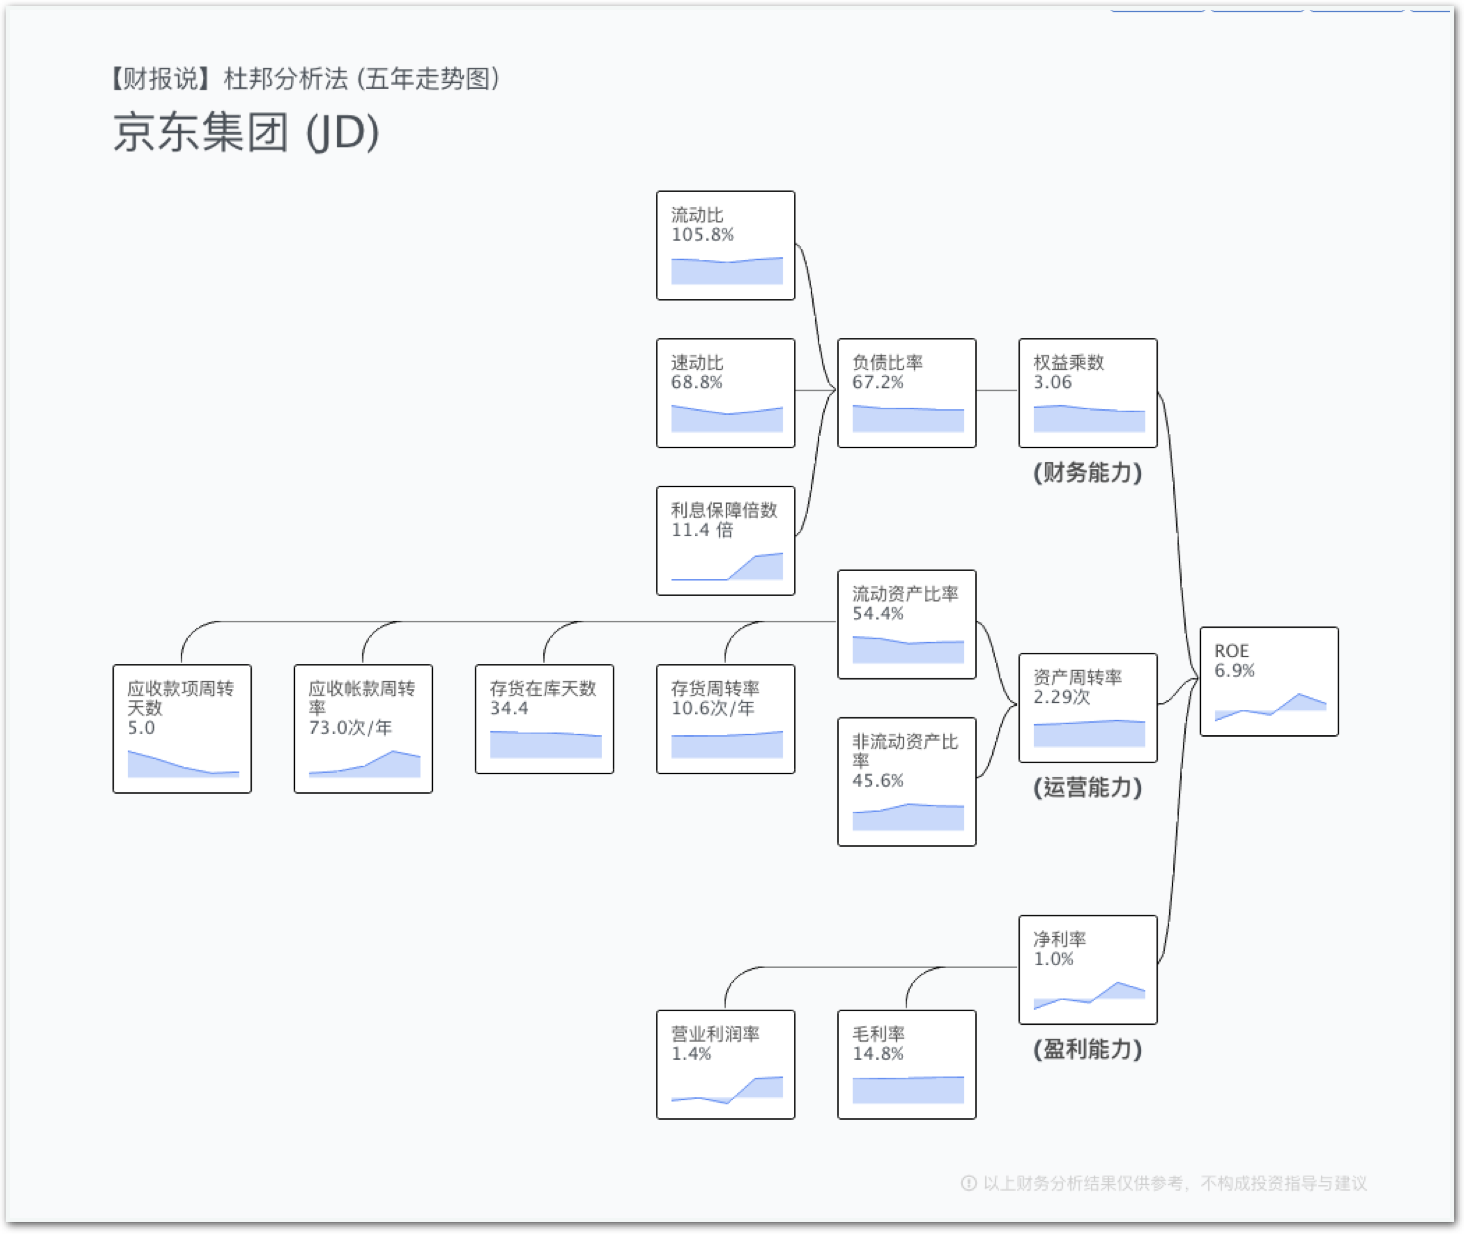 【财报说】杜邦分析法 (五年走势图)
京东集团 (JD)
流动比
105.8%
速动比
68.8%
负债比率
67.2%
权益乘数
3.06
(财务能力)
利息保障倍数
11.4 倍
流动资产比率
54.4%
应收款项周转
天数
5.0
应收帐款周转
率
73.0次/年
存货在库天数
34.4
存货周转率
10.6次/年
非流动资产比
率
45.6%
资产周转率
2.29次
(运营能力)
ROE
6.9%
净利率
1.0%
(盈利能力)
营业利润率
1.4%
毛利率
14.8%
以上财务分析结果仅供参考，不构成投资指导与建议